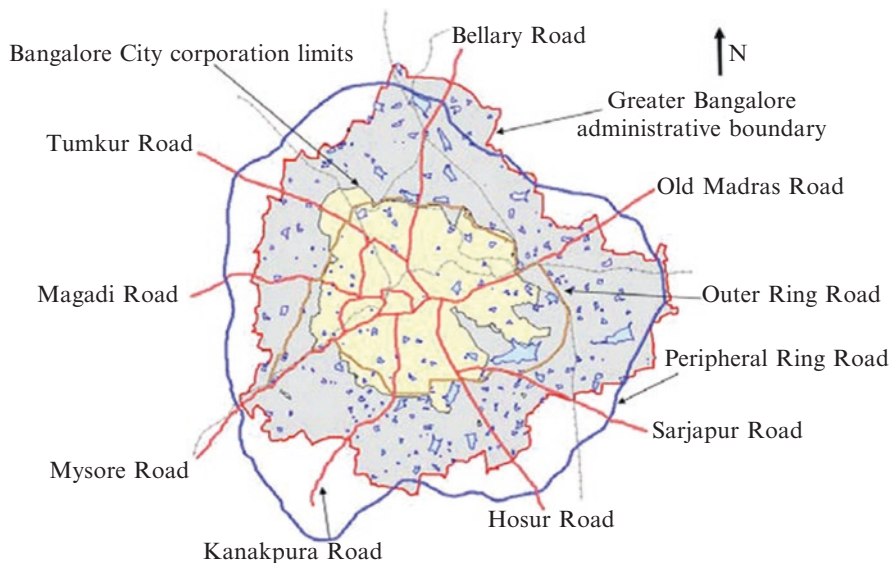 Bellary Road
N
Bangalore City corporation limits
Greater Bangalore
administrative boundary
Tumkur Road
Old Madras Road
Magadi Road
Outer Ring Road
Peripheral Ring Road
Sarjapur Road
Mysore Road
Hosur Road
Kanakpura Road